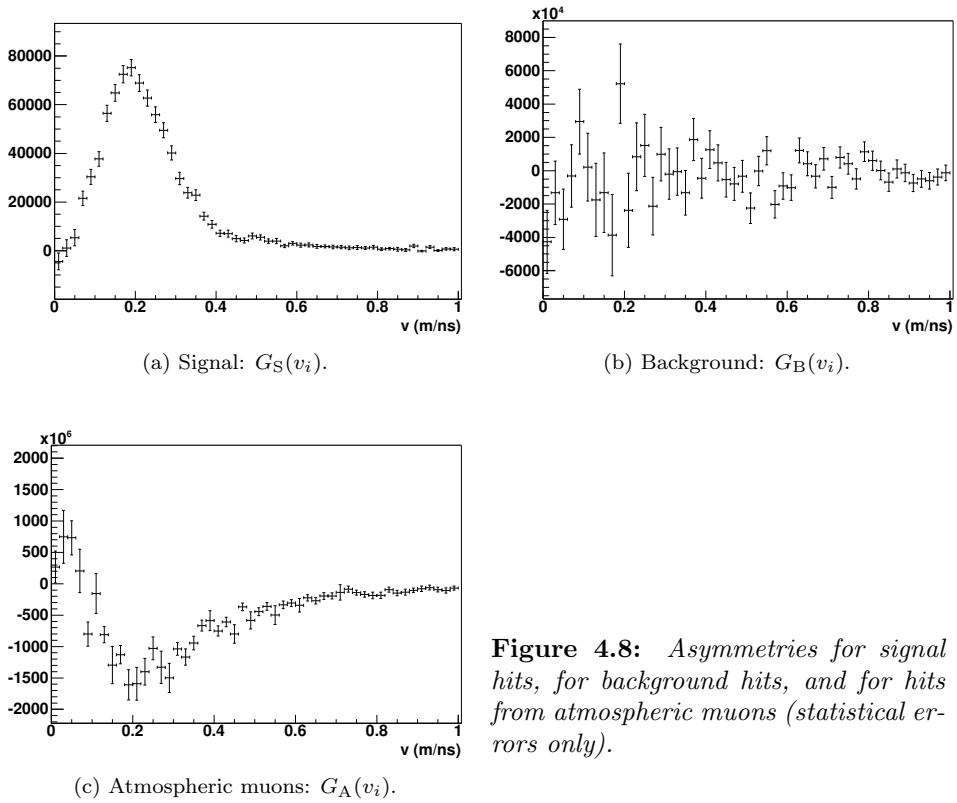 80000
60000
40000
20000
0
0 0.2 0.4 0.6 0.8 1
v (m/ns)
(a) Signal: G_S(v_i).
x10^4
8000
6000
4000
2000
0
-2000
-4000
-6000
0 0.2 0.4 0.6 0.8 1
v (m/ns)
(b) Background: G_B(v_i).
x10^6
2000
1500
1000
500
0
-500
-1000
-1500
-2000
0 0.2 0.4 0.6 0.8 1
v (m/ns)
(c) Atmospheric muons: G_A(v_i).
Figure 4.8: Asymmetries for signal
hits, for background hits, and for hits
from atmospheric muons (statistical er-
rors only).